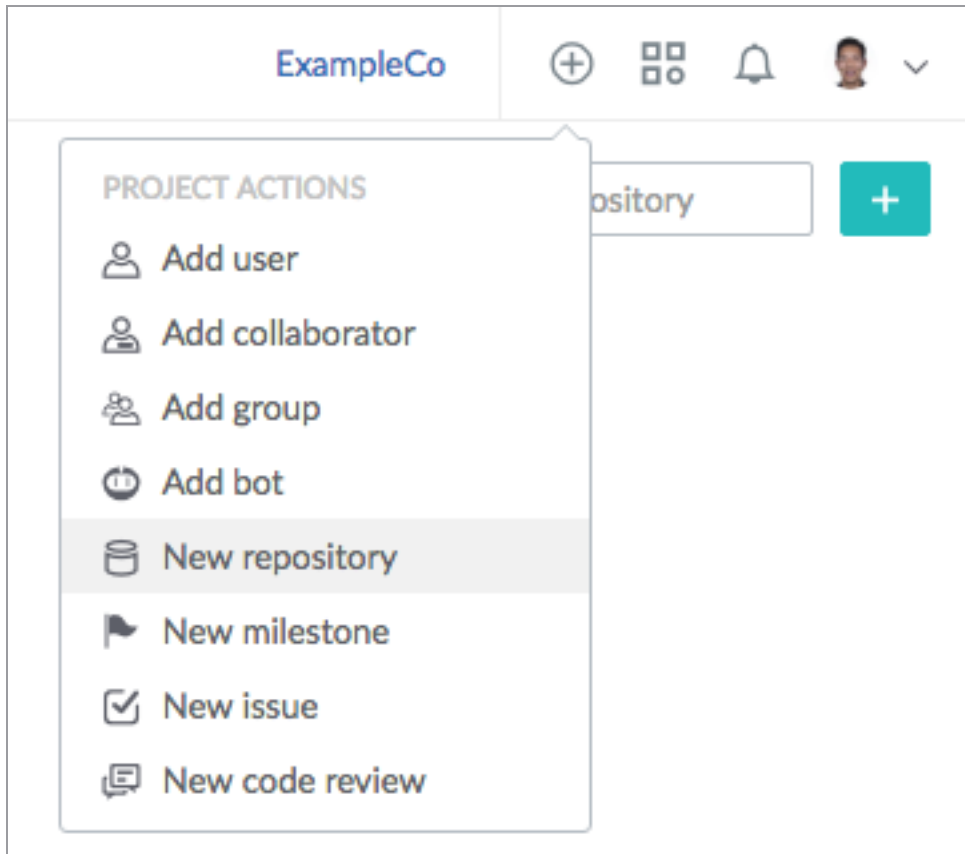 ExampleCo
PROJECT ACTIONS
ository
Add user
Add collaborator
Add group
Add bot
New repository
New milestone
New issue
New code review